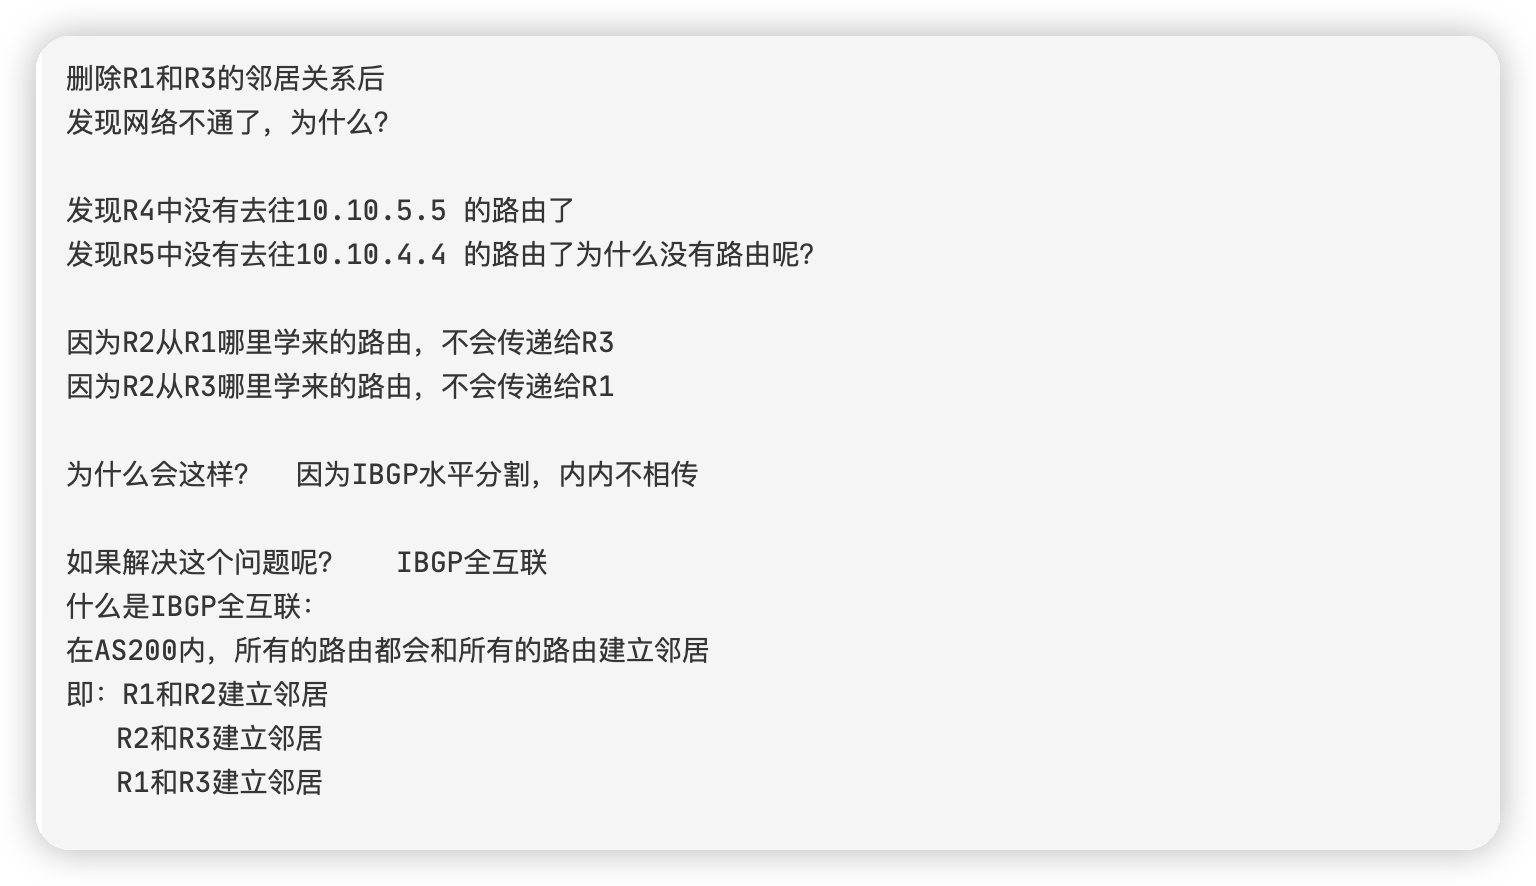 删除R1和R3的邻居关系后
发现网络不通了，为什么？
发现R4中没有去往10.10.5.5 的路由了
发现R5中没有去往10.10.4.4 的路由了为什么没有路由呢？
因为R2从R1哪里学来的路由，不会传递给R3
因为R2从R3哪里学来的路由，不会传递给R1
为什么会这样？   因为IBGP水平分割，内内不相传
如果解决这个问题呢？    IBGP全互联
什么是IBGP全互联：
在AS200内，所有的路由都会和所有的路由建立邻居
即：R1和R2建立邻居
R2和R3建立邻居
R1和R3建立邻居